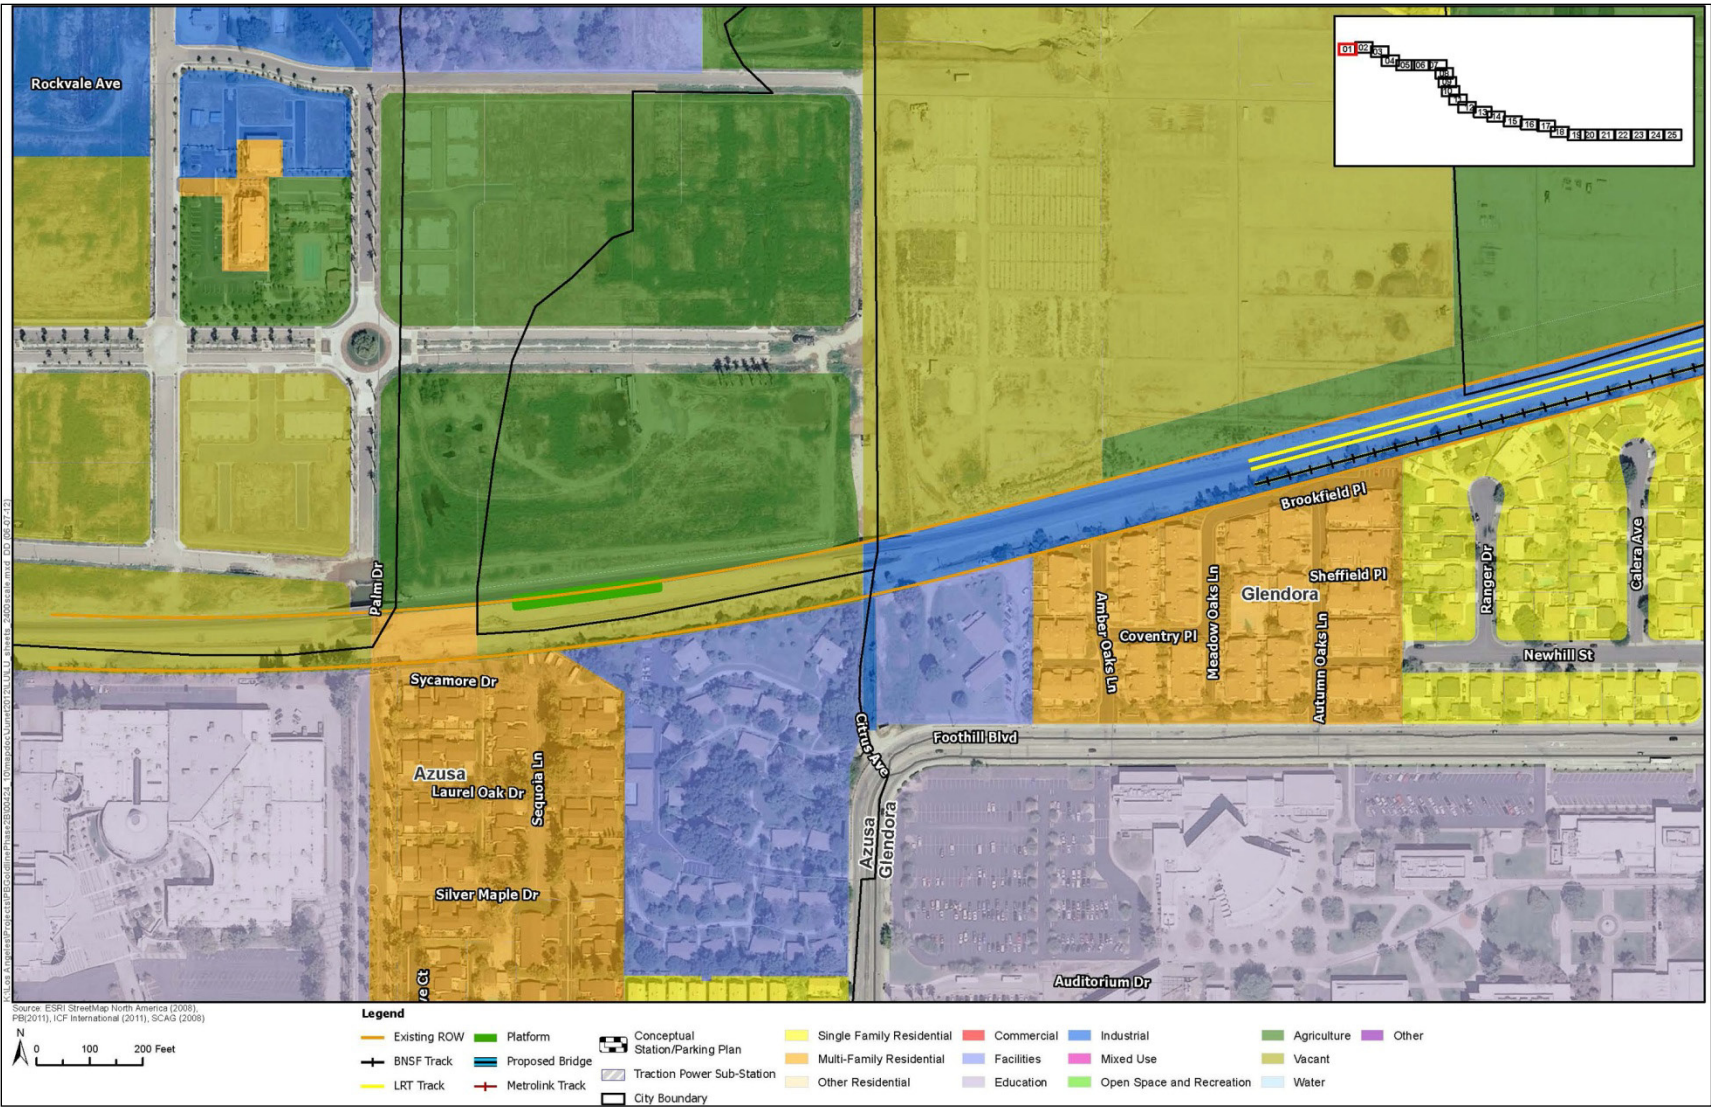 Rockvale Ave
01 02 03
04 05 06 07
12 13 14 15 16 17
18 19 20 21 22 23 24 25
Palm Dr
Brookfield Pl
Ranger Dr
Calera Ave
Sheffield Pl
Glendora
Amber Oaks Ln
Coventry Pl
Meadow Oaks Ln
Autumn Oaks Ln
Newhill St
Sycamore Dr
Citrus Ave
Foothill Blvd
Azusa
Laurel Oak Dr
Sequoia Ln
Azusa
Glendora
Silver Maple Dr
ve Ct
Auditorium Dr
Source: ESRI StreetMap North America (2008),
PB(2011), ICF International (2011), SCAG (2008)
N
0 100 200 Feet
Legend
Existing ROW
BNSF Track
LRT Track
Platform
Proposed Bridge
Metrolink Track
Conceptual
Station/Parking Plan
Traction Power Sub-Station
City Boundary
Single Family Residential
Multi-Family Residential
Other Residential
Commercial
Facilities
Education
Industrial
Mixed Use
Open Space and Recreation
Agriculture
Vacant
Water
Other